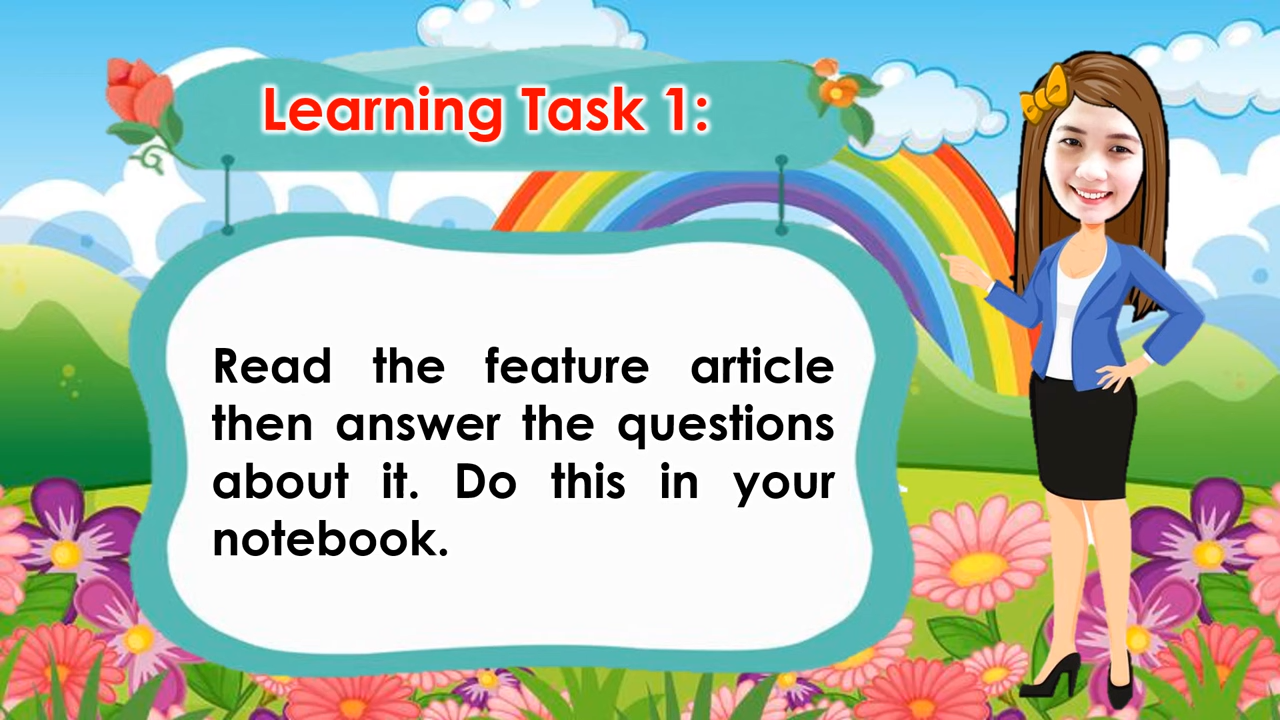 Learning Task 1:
Read the feature article
then answer the questions
about it. Do this in your
notebook.